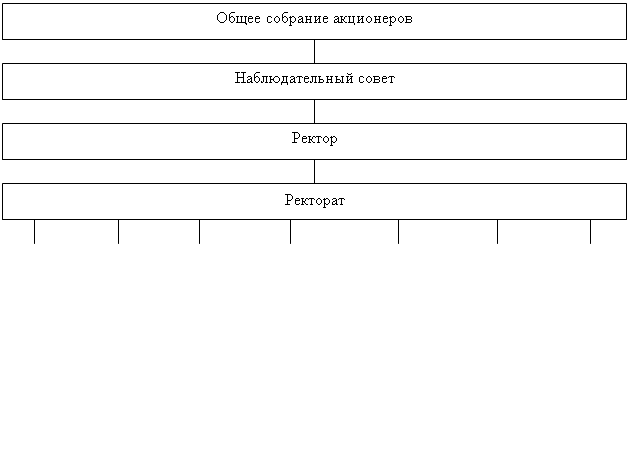 Общее собрание акционеров
Наблюдательный совет
Ректор
Ректорат